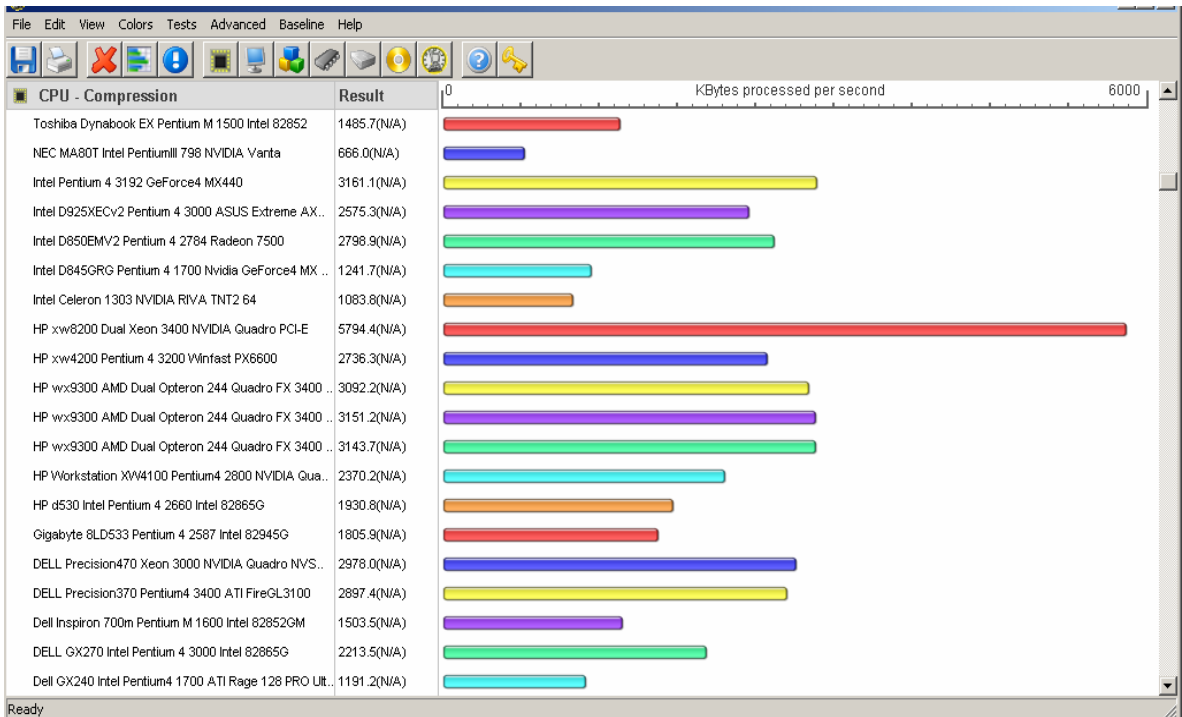 File Edit View Colors Tests Advanced Baseline Help
CPU - Compression Result 0 KBytes processed per second 6000
Toshiba Dynabook EX Pentium M 1500 Intel 82852 1485.7(N/A)
NEC MA80T Intel PentiumIII 798 NVIDIA Vanta 666.0(N/A)
Intel Pentium 4 3192 GeForce4 MX440 3161.1(N/A)
Intel D925XECv2 Pentium 4 3000 ASUS Extreme AX.. 2575.3(N/A)
Intel D850EMV2 Pentium 4 2784 Radeon 7500 2798.9(N/A)
Intel D845GRG Pentium 4 1700 Nvidia GeForce4 MX .. 1241.7(N/A)
Intel Celeron 1303 NVIDIA RIVA TNT2 64 1083.8(N/A)
HP xw8200 Dual Xeon 3400 NVIDIA Quadro PCI-E 5794.4(N/A)
HP xw4200 Pentium 4 3200 Winfast PX6600 2736.3(N/A)
HP wx9300 AMD Dual Opteron 244 Quadro FX 3400 .. 3092.2(N/A)
HP wx9300 AMD Dual Opteron 244 Quadro FX 3400 .. 3151.2(N/A)
HP wx9300 AMD Dual Opteron 244 Quadro FX 3400 .. 3143.7(N/A)
HP Workstation XW4100 Pentium4 2800 NVIDIA Qua.. 2370.2(N/A)
HP d530 Intel Pentium 4 2660 Intel 82865G 1930.8(N/A)
Gigabyte 8LD533 Pentium 4 2587 Intel 82945G 1805.9(N/A)
DELL Precision470 Xeon 3000 NVIDIA Quadro NVS.. 2978.0(N/A)
DELL Precision370 Pentium4 3400 ATI FireGL3100 2897.4(N/A)
Dell Inspiron 700m Pentium M 1600 Intel 82852GM 1503.5(N/A)
DELL GX270 Intel Pentium 4 3000 Intel 82865G 2213.5(N/A)
Dell GX240 Intel Pentium4 1700 ATI Rage 128 PRO Ult.. 1191.2(N/A)
Ready